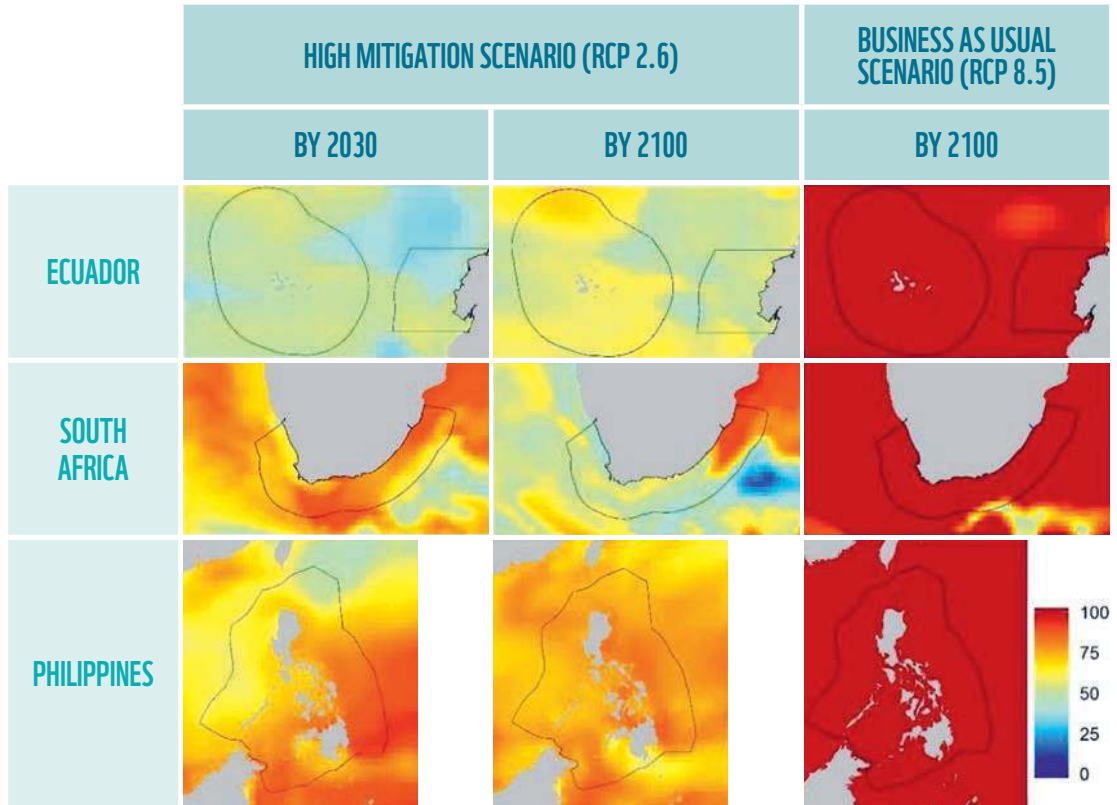 HIGH MITIGATION SCENARIO (RCP 2.6)
BUSINESS AS USUAL
SCENARIO (RCP 8.5)
BY 2030
BY 2100
BY 2100
ECUADOR
SOUTH
AFRICA
PHILIPPINES
100
75
50
25
0